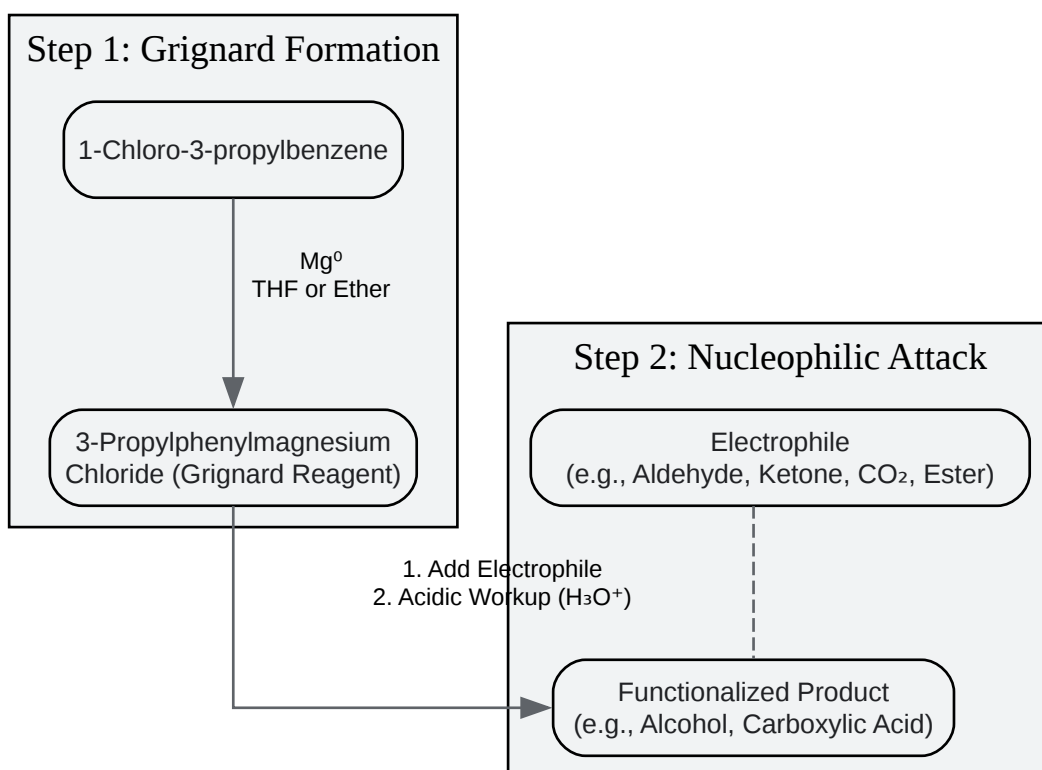 Step 1: Grignard Formation
1-Chloro-3-propylbenzene
Mg⁰
THF or Ether
3-Propylphenylmagnesium
Chloride (Grignard Reagent)
Step 2: Nucleophilic Attack
Electrophile
(e.g., Aldehyde, Ketone, CO₂, Ester)
1. Add Electrophile
2. Acidic Workup (H₃O⁺)
Functionalized Product
(e.g., Alcohol, Carboxylic Acid)